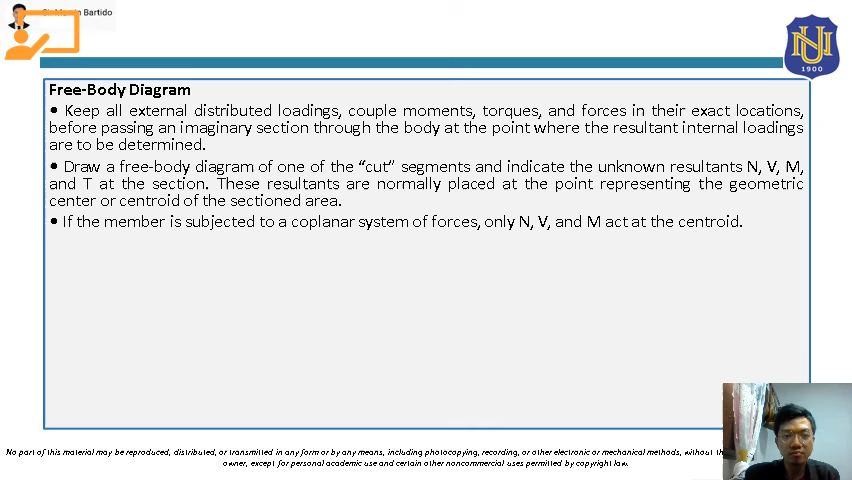 Bartido
Free-Body Diagram
• Keep all external distributed loadings, couple moments, torques, and forces in their exact locations,
before passing an imaginary section through the body at the point where the resultant internal loadings
are to be determined.
• Draw a free-body diagram of one of the “cut” segments and indicate the unknown resultants N, V, M,
and T at the section. These resultants are normally placed at the point representing the geometric
center or centroid of the sectioned area.
• If the member is subjected to a coplanar system of forces, only N, V, and M act at the centroid.
NU
1900
No part of this material may be reproduced, distributed, or transmitted in any form or by any means, including photocopying, recording, or other electronic or mechanical methods, without
owner, except for personal academic use and certain other noncommercial uses permitted by copyright law.